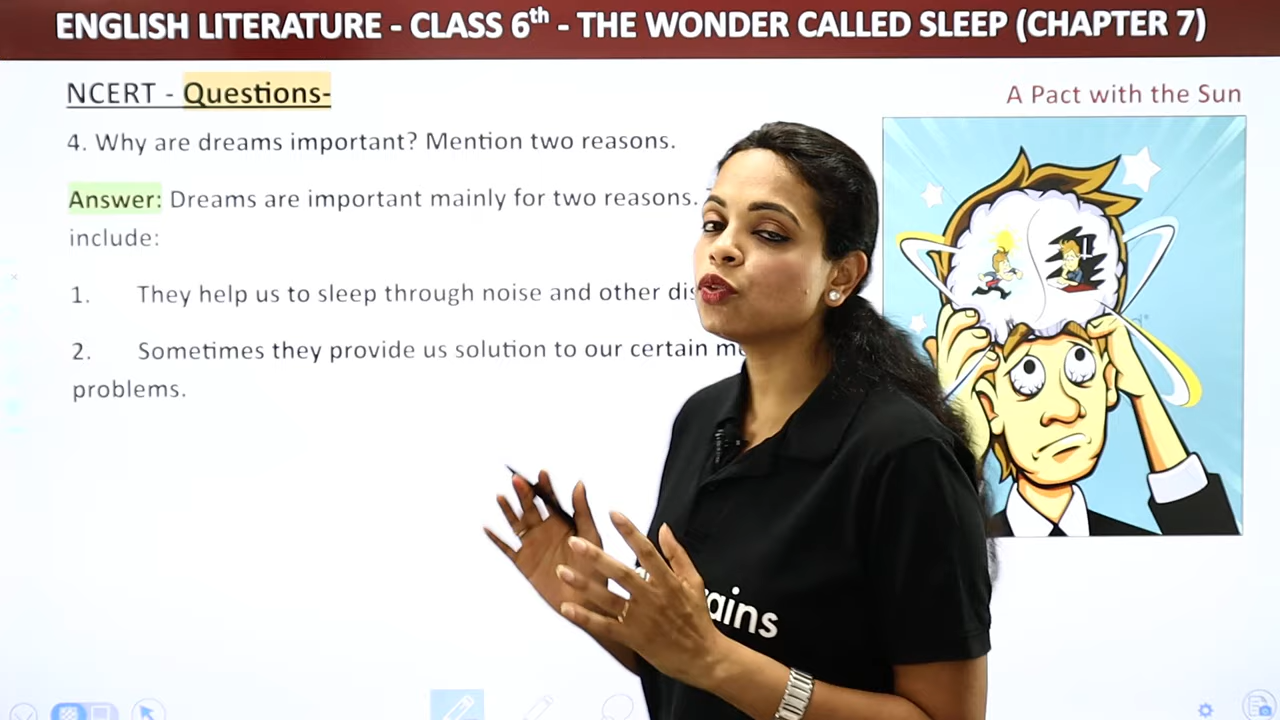 ENGLISH LITERATURE - CLASS 6th - THE WONDER CALLED SLEEP (CHAPTER 7)
NCERT - Questions-
A Pact with the Sun
4. Why are dreams important? Mention two reasons.
Answer: Dreams are important mainly for two reasons.
include:
1. They help us to sleep through noise and other
2. Sometimes they provide us solution to our certain
problems.